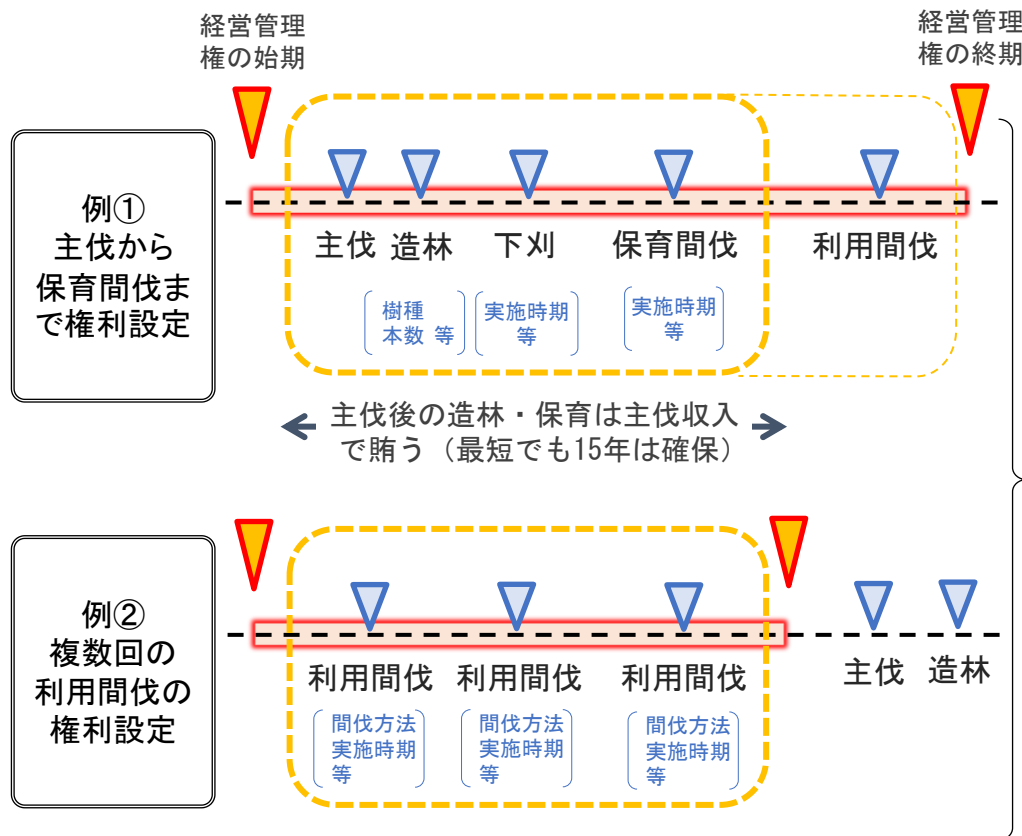 経営管理
権の始期
経営管理
権の終期
例①
主伐から
保育間伐ま
で権利設定
主伐
造林
下刈
保育間伐
利用間伐
樹種
本数 等
実施時期
等
実施時期
等
主伐後の造林・保育は主伐収入
で賄う（最短でも15年は確保）
例②
複数回の
利用間伐の
権利設定
利用間伐
利用間伐
利用間伐
主伐
造林
間伐方法
実施時期
等
間伐方法
実施時期
等
間伐方法
実施時期
等